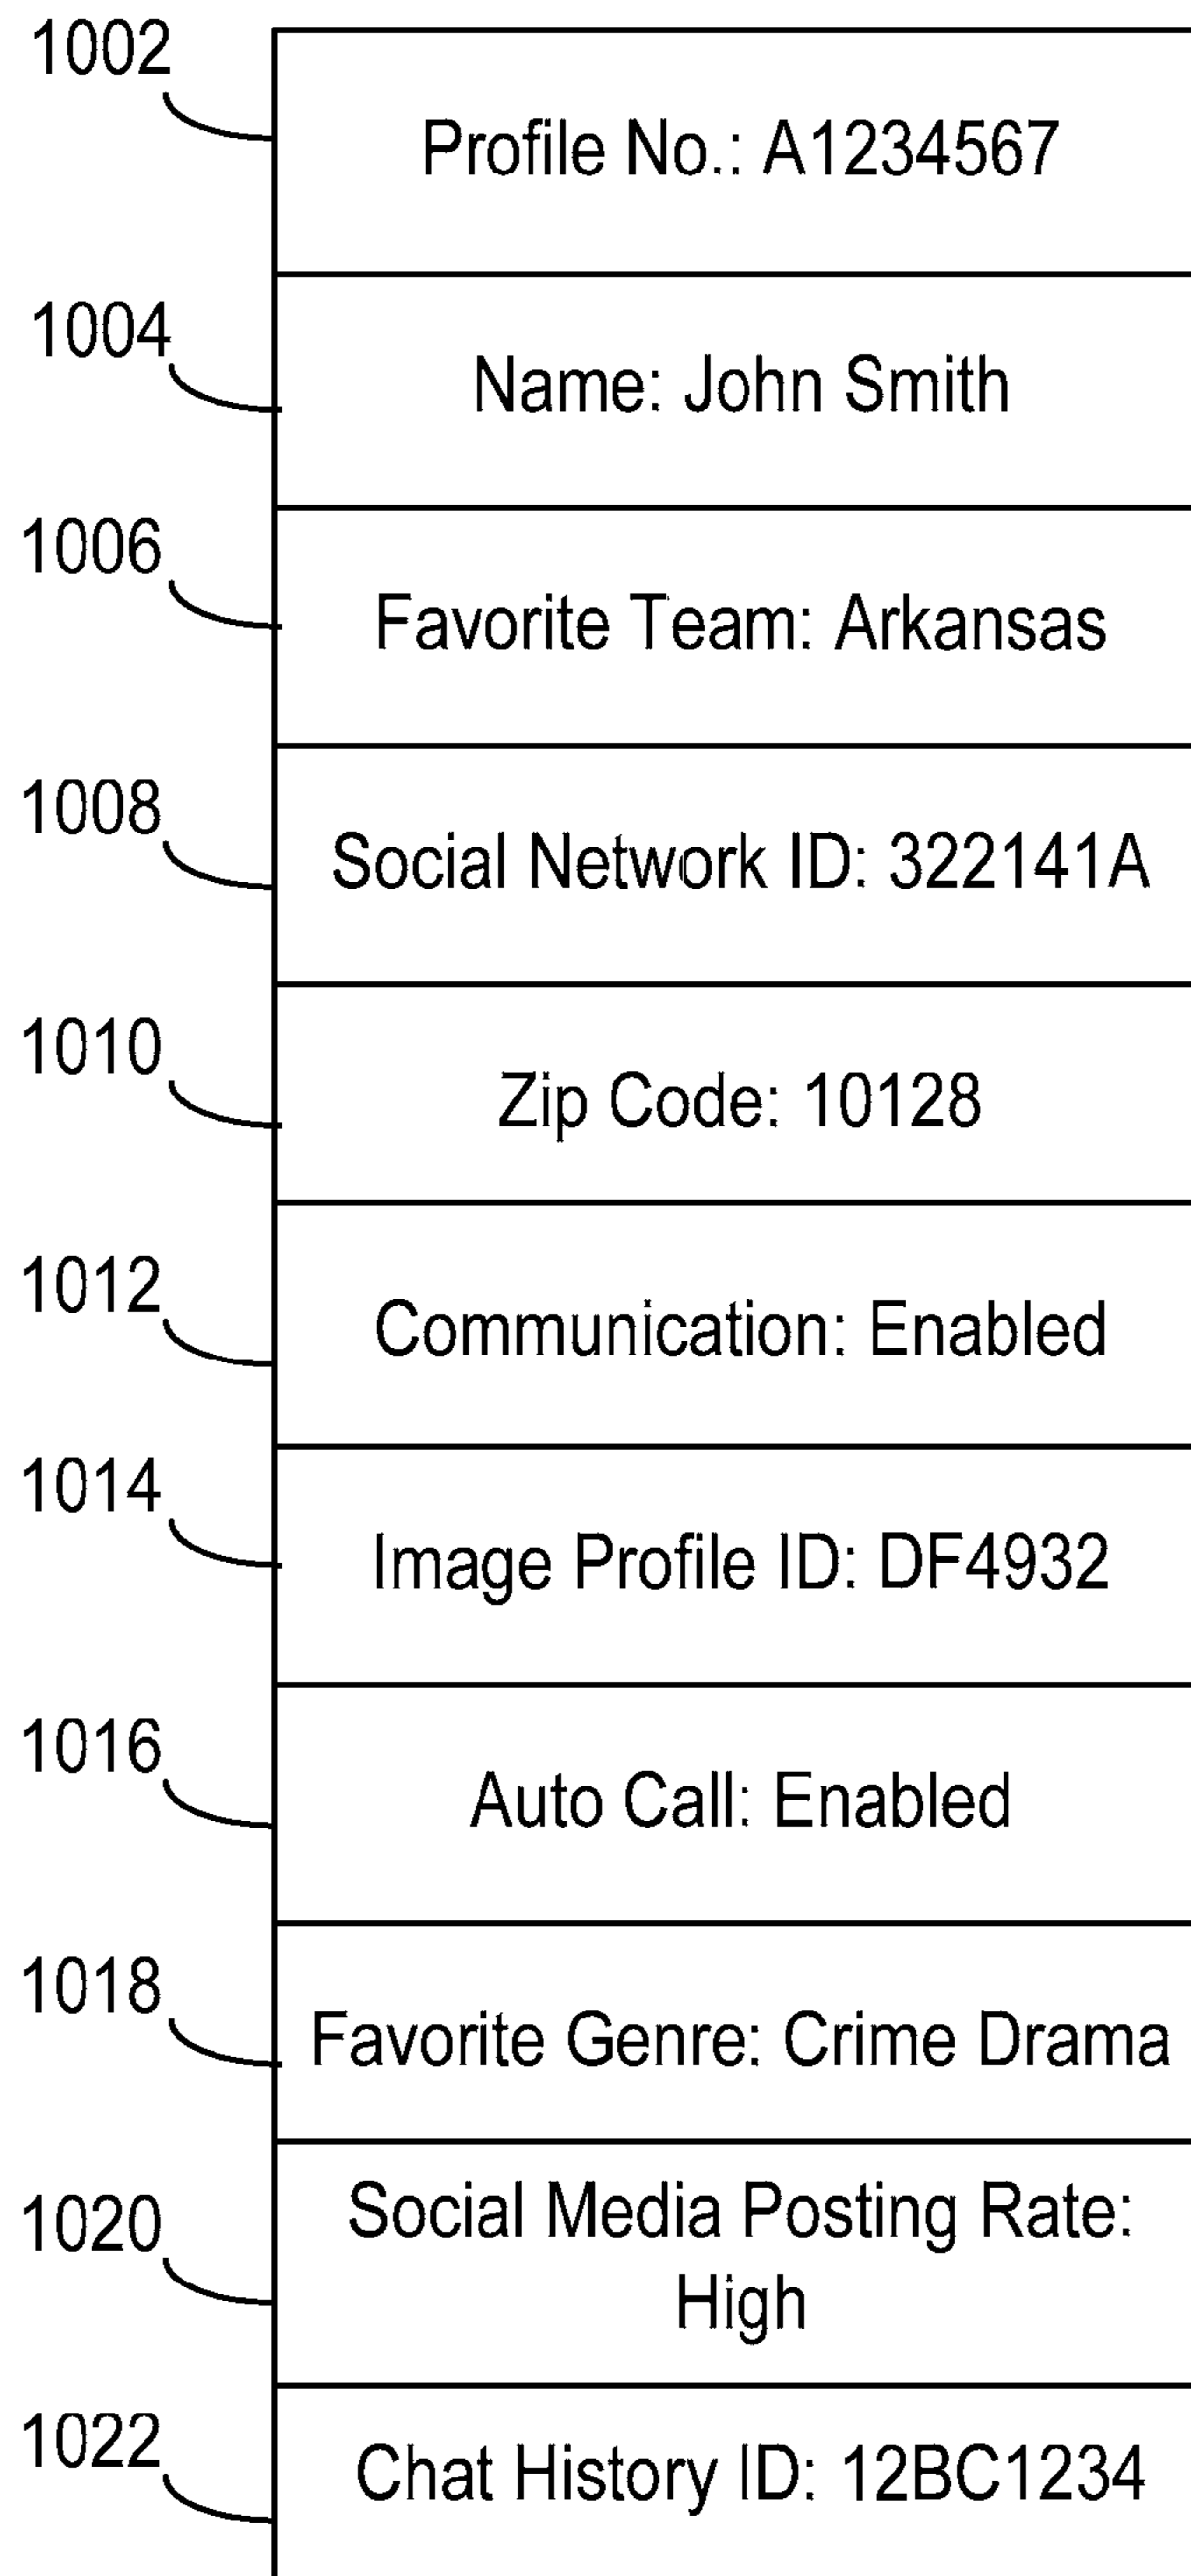 1002
Profile No.: A1234567
1004
Name: John Smith
1006
Favorite Team: Arkansas
1008
Social Network ID: 322141A
1010
Zip Code: 10128
1012
Communication: Enabled
1014
Image Profile ID: DF4932
1016
Auto Call: Enabled
1018
Favorite Genre: Crime Drama
1020
Social Media Posting Rate:
High
1022
Chat History ID: 12BC1234